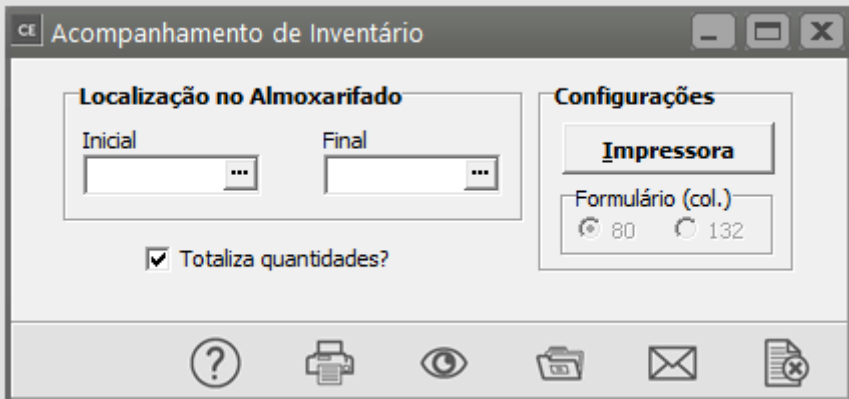 CE Acompanhamento de Inventário
Localização no Almoxarifado
Inicial
Final
...
...
Totaliza quantidades?
Configurações
Impressora
Formulário (col.)
80 132
?